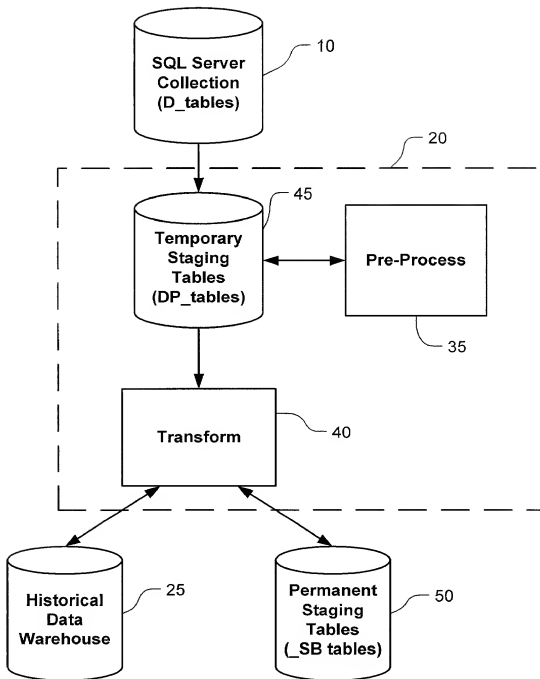 SQL Server
Collection
(D_tables)
10
20
45
Temporary
Staging
Tables
(DP_tables)
Pre-Process
35
Transform
40
Historical
Data
Warehouse
25
Permanent
Staging
Tables
(_SB tables)
50